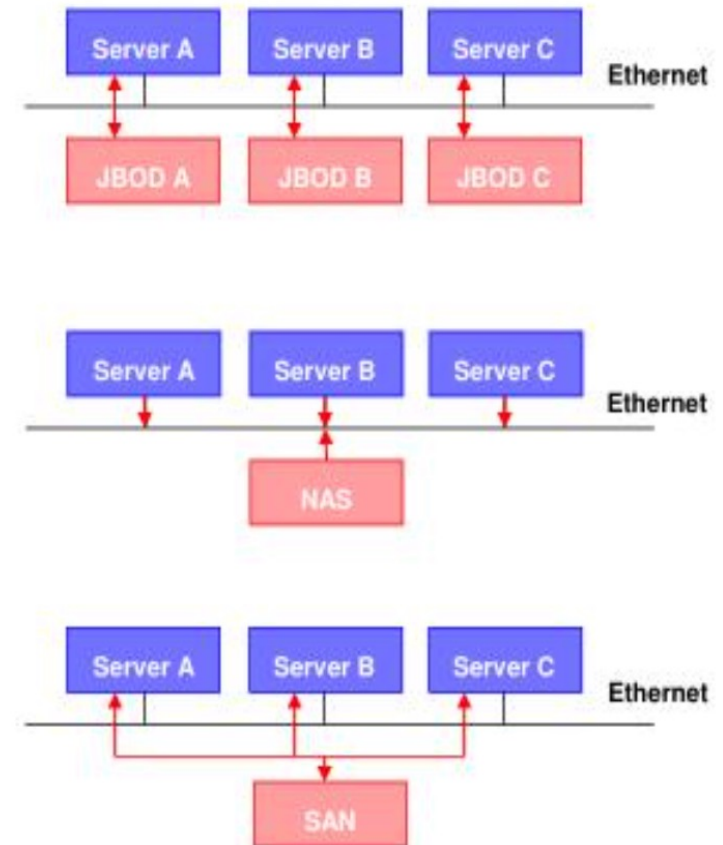 Server A
Server B
Server C
Ethernet
JBOD A
JBOD B
JBOD C
Server A
Server B
Server C
Ethernet
NAS
Server A
Server B
Server C
Ethernet
SAN